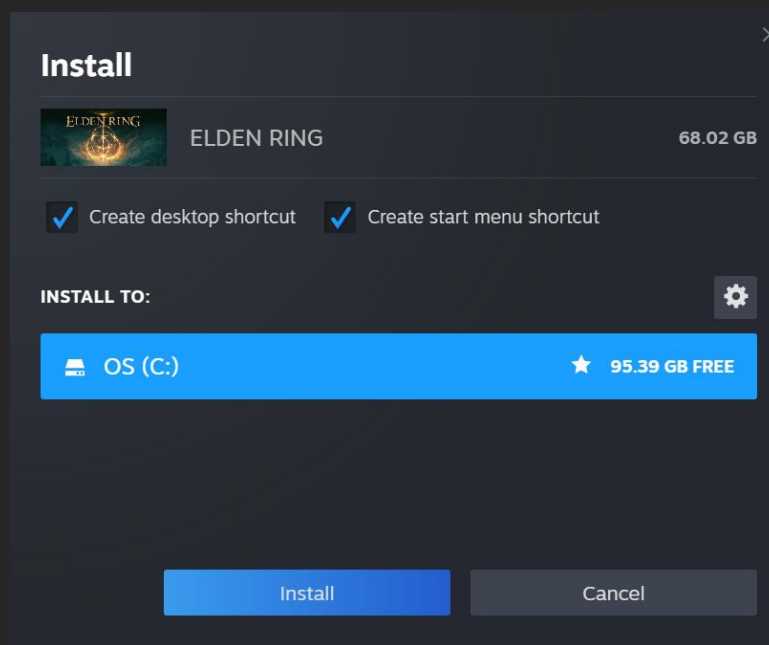 Install
ELDEN RING
ELDEN RING 68.02 GB
Create desktop shortcut Create start menu shortcut
INSTALL TO:
OS (C:) 95.39 GB FREE
Install Cancel